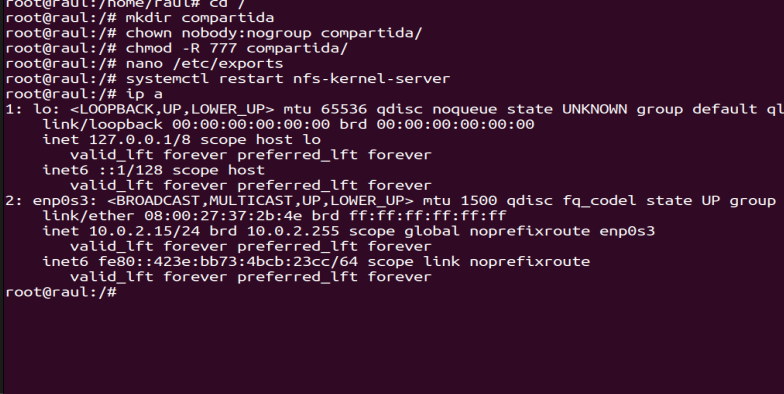 root@raul:/home/raul# cd /
root@raul:/# mkdir compartida
root@raul:/# chown nobody:nogroup compartida/
root@raul:/# chmod -R 777 compartida/
root@raul:/# nano /etc/exports
root@raul:/# systemctl restart nfs-kernel-server
root@raul:/# ip a
1: lo: <LOOPBACK,UP,LOWER_UP> mtu 65536 qdisc noqueue state UNKNOWN group default ql
    link/loopback 00:00:00:00:00:00 brd 00:00:00:00:00:00
    inet 127.0.0.1/8 scope host lo
       valid_lft forever preferred_lft forever
    inet6 ::1/128 scope host
       valid_lft forever preferred_lft forever
2: enp0s3: <BROADCAST,MULTICAST,UP,LOWER_UP> mtu 1500 qdisc fq_codel state UP group
    link/ether 08:00:27:37:2b:4e brd ff:ff:ff:ff:ff:ff
    inet 10.0.2.15/24 brd 10.0.2.255 scope global noprefixroute enp0s3
       valid_lft forever preferred_lft forever
    inet6 fe80::423e:bb73:4bcb:23cc/64 scope link noprefixroute
       valid_lft forever preferred_lft forever
root@raul:/#